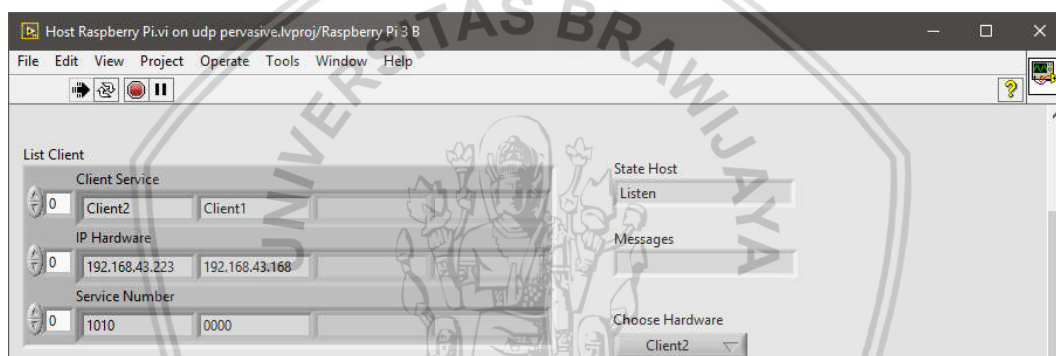 Host Raspberry Pi.vi on udp pervasive.lvproj/Raspberry Pi 3 B
File Edit View Project Operate Tools Window Help
UNIVERSITAS BRAWIJAYA
List Client
Client Service
0 Client2 Client1
IP Hardware
0 192.168.43.223 192.168.43.168
Service Number
0 1010 0000
State Host
Listen
Messages
Choose Hardware
Client2